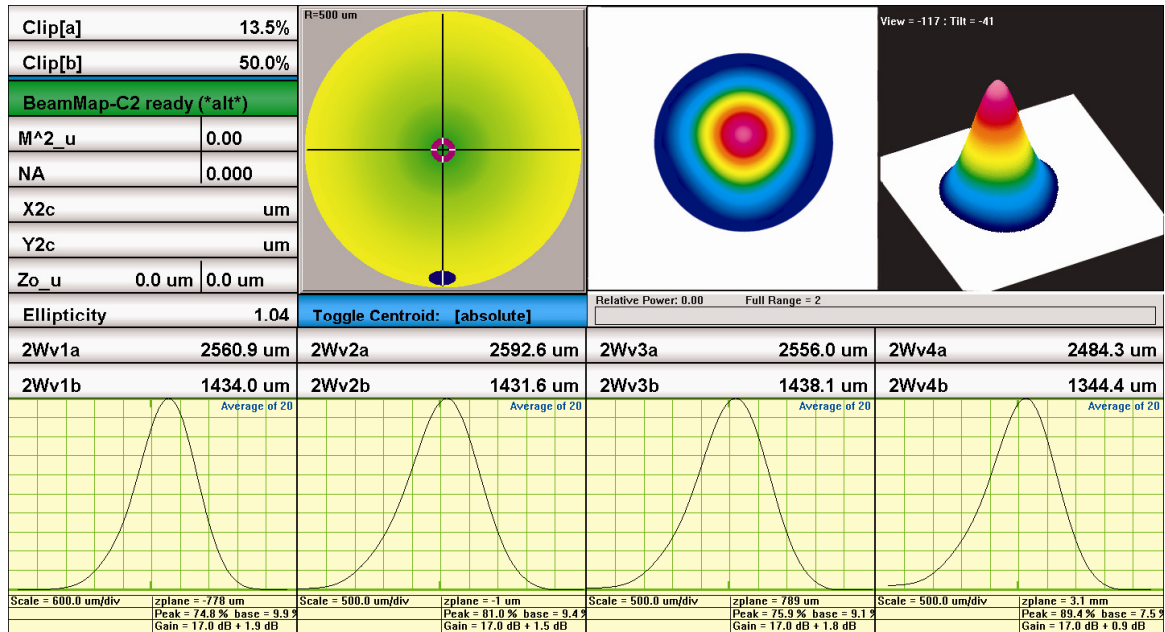 Clip[a] 13.5%
Clip[b] 50.0%
BeamMap-C2 ready (*alt*)
M^2_u 0.00
NA 0.000
X2c um
Y2c um
Zo_u 0.0 um 0.0 um
Ellipticity 1.04
R=500 um
Toggle Centroid: [absolute]
View = -117 : Tilt = -41
Relative Power: 0.00 Full Range = 2
2Wv1a 2560.9 um
2Wv1b 1434.0 um
Average of 20
Scale = 600.0 um/div zplane = -778 um
Peak = 74.8 % base = 9.9 %
Gain = 17.0 dB + 1.9 dB
2Wv2a 2592.6 um
2Wv2b 1431.6 um
Average of 20
Scale = 500.0 um/div zplane = -1 um
Peak = 81.0 % base = 9.4 %
Gain = 17.0 dB + 1.5 dB
2Wv3a 2556.0 um
2Wv3b 1438.1 um
Average of 20
Scale = 500.0 um/div zplane = 789 um
Peak = 75.9 % base = 9.1 %
Gain = 17.0 dB + 1.8 dB
2Wv4a 2484.3 um
2Wv4b 1344.4 um
Average of 20
Scale = 500.0 um/div zplane = 3.1 mm
Peak = 89.4 % base = 7.5 %
Gain = 17.0 dB + 0.9 dB